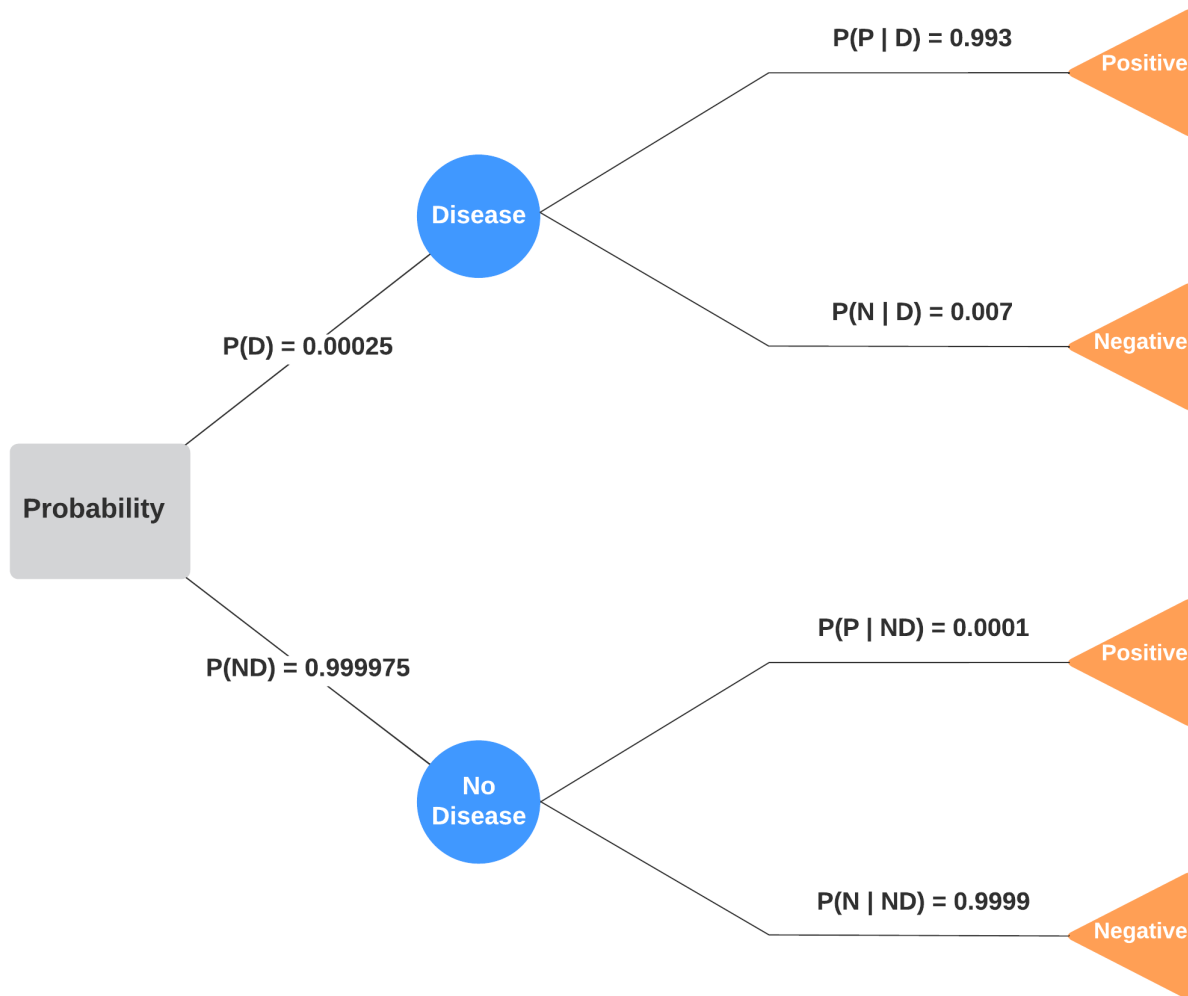 P(P | D) = 0.993
Positive
Disease
P(N | D) = 0.007
Negative
P(D) = 0.00025
Probability
P(P | ND) = 0.0001
Positive
P(ND) = 0.999975
No
Disease
P(N | ND) = 0.9999
Negative